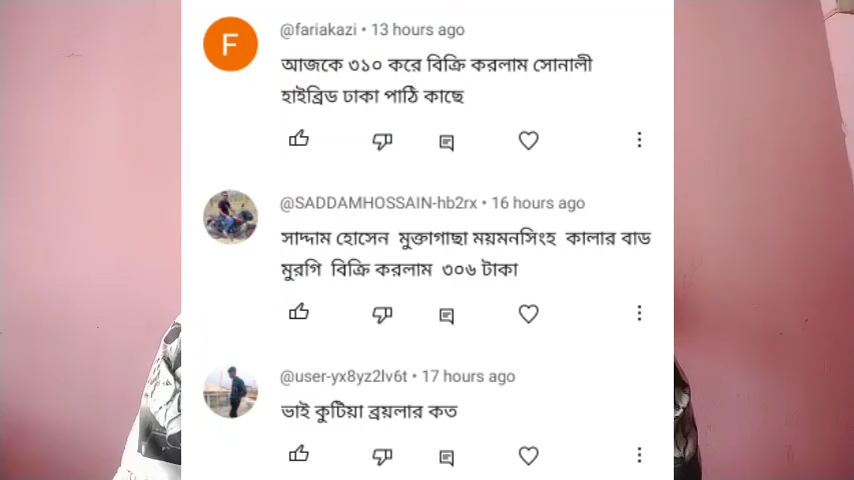 F
@fariakazi • 13 hours ago
আজকে ৩১০ করে বিক্রি করলাম সোনালী
হাইব্রিড ঢাকা পাঠি কাছে
@SADDAMHOSSAIN-hb2rx • 16 hours ago
সাদ্দাম হোসেন মুক্তাগাছা ময়মনসিংহ কালার বাড
মুরগি বিক্রি করলাম ৩০৬ টাকা
@user-yx8yz2lv6t • 17 hours ago
ভাই কুটিয়া ব্রয়লার কত